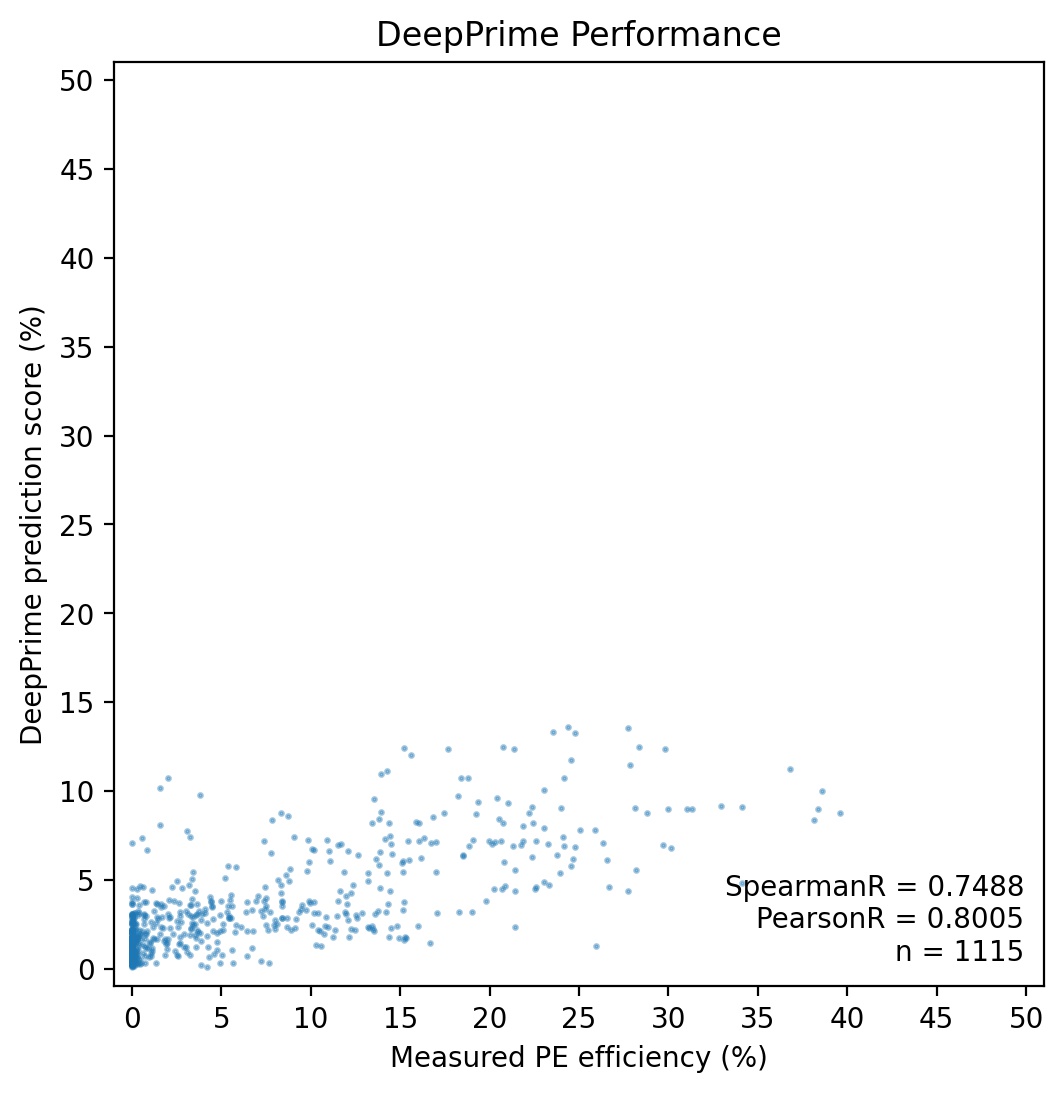 DeepPrime Performance
DeepPrime prediction score (%)
50
45
40
35
30
25
20
15
10
5
0
SpearmanR = 0.7488
PearsonR = 0.8005
n = 1115
0 5 10 15 20 25 30 35 40 45 50
Measured PE efficiency (%)